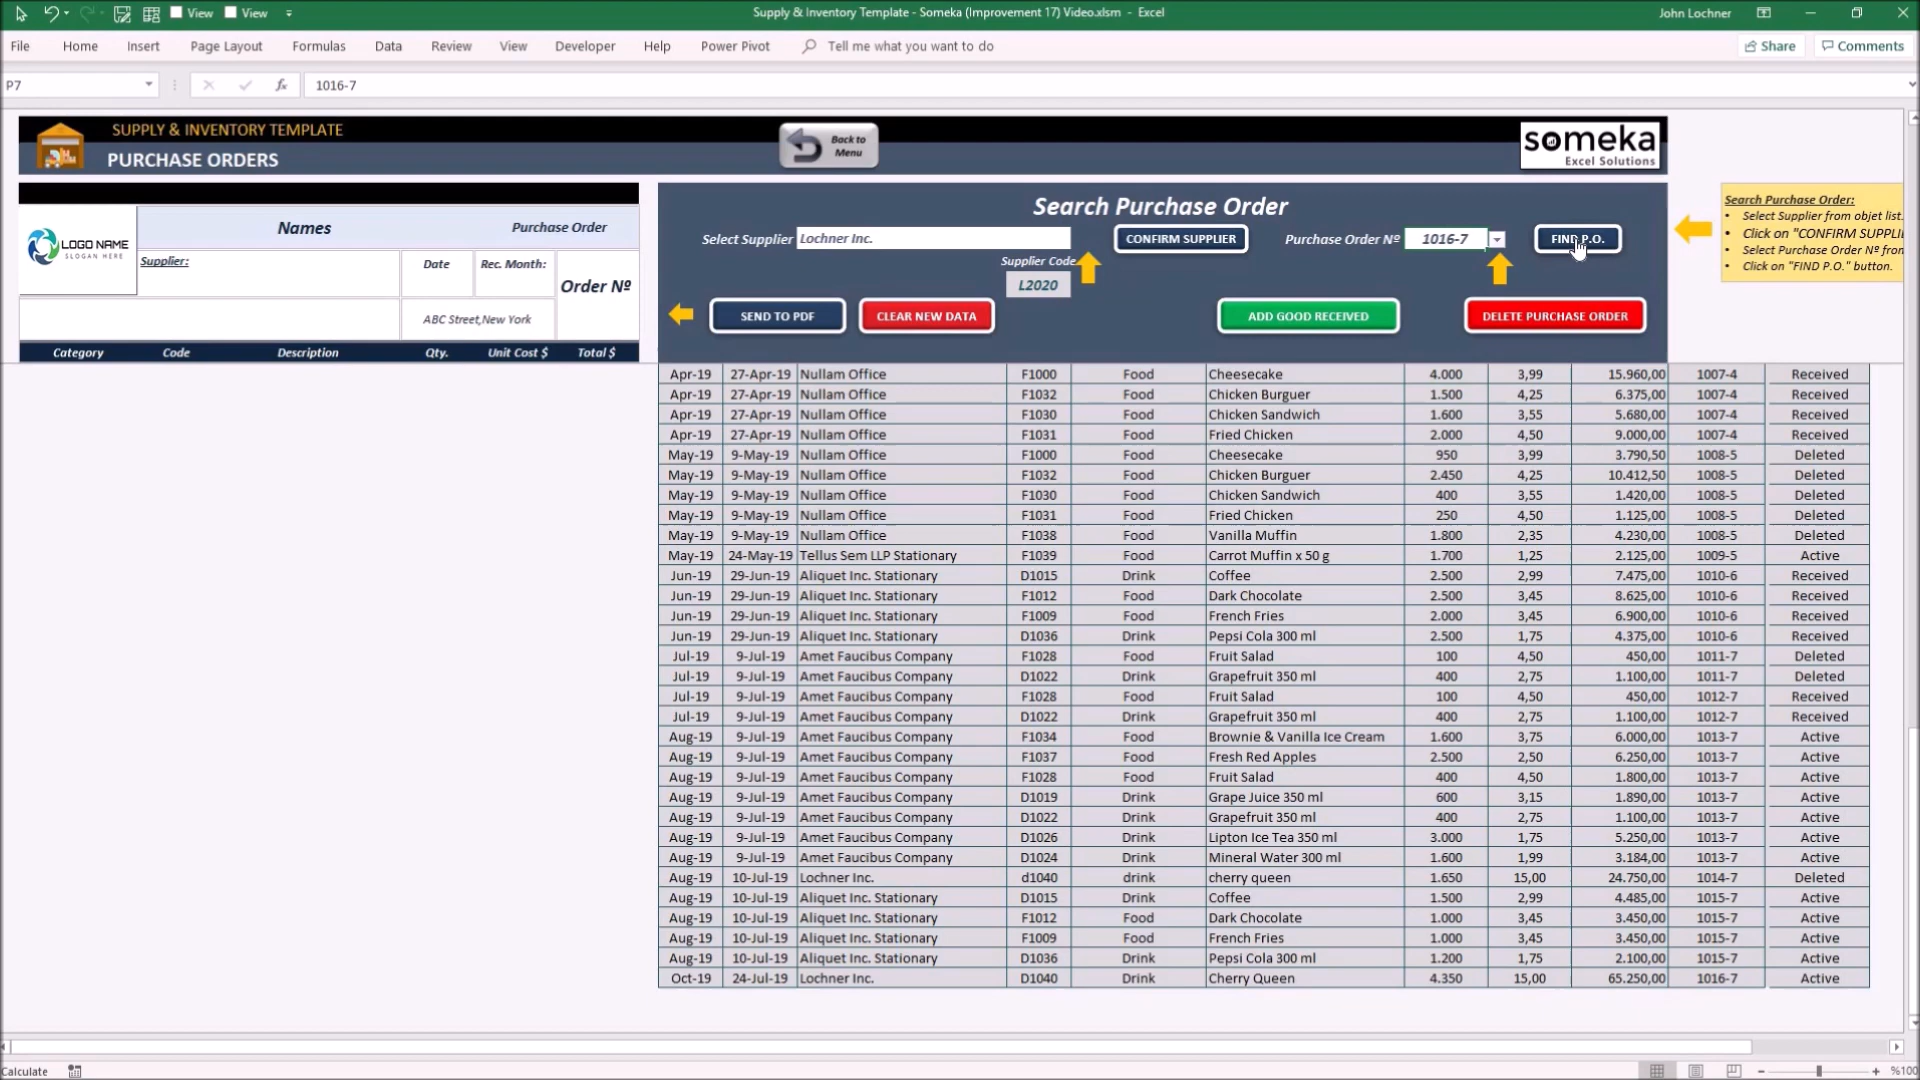 View View Supply & Inventory Template - Someka (Improvement 17) Video.xlsm - Excel John Lochner
File Home Insert Page Layout Formulas Data Review View Developer Help Power Pivot Tell me what you want to do Share Comments
P7 fx 1016-7
SUPPLY & INVENTORY TEMPLATE
PURCHASE ORDERS
Back to
Menu
someka
Excel Solutions
LOGO NAME
SLOGAN HERE
Names Purchase Order
Supplier:
Date Rec. Month: Order Nº
ABC Street,New York
Category Code Description Qty. Unit Cost $ Total $
Search Purchase Order
Select Supplier Lochner Inc. CONFIRM SUPPLIER Purchase Order Nº 1016-7 FIND P.O.
Supplier Code
L2020
SEND TO PDF CLEAR NEW DATA ADD GOOD RECEIVED DELETE PURCHASE ORDER
Search Purchase Order:
• Select Supplier from objet list.
• Click on "CONFIRM SUPPLI
• Select Purchase Order Nº from
• Click on "FIND P.O." button.
Apr-19 27-Apr-19 Nullam Office F1000 Food Cheesecake 4.000 3,99 15.960,00 1007-4 Received
Apr-19 27-Apr-19 Nullam Office F1032 Food Chicken Burguer 1.500 4,25 6.375,00 1007-4 Received
Apr-19 27-Apr-19 Nullam Office F1030 Food Chicken Sandwich 1.600 3,55 5.680,00 1007-4 Received
Apr-19 27-Apr-19 Nullam Office F1031 Food Fried Chicken 2.000 4,50 9.000,00 1007-4 Received
May-19 9-May-19 Nullam Office F1000 Food Cheesecake 950 3,99 3.790,50 1008-5 Deleted
May-19 9-May-19 Nullam Office F1032 Food Chicken Burguer 2.450 4,25 10.412,50 1008-5 Deleted
May-19 9-May-19 Nullam Office F1030 Food Chicken Sandwich 400 3,55 1.420,00 1008-5 Deleted
May-19 9-May-19 Nullam Office F1031 Food Fried Chicken 250 4,50 1.125,00 1008-5 Deleted
May-19 9-May-19 Nullam Office F1038 Food Vanilla Muffin 1.800 2,35 4.230,00 1008-5 Deleted
May-19 24-May-19 Tellus Sem LLP Stationary F1039 Food Carrot Muffin x 50 g 1.700 1,25 2.125,00 1009-5 Active
Jun-19 29-Jun-19 Aliquet Inc. Stationary D1015 Drink Coffee 2.500 2,99 7.475,00 1010-6 Received
Jun-19 29-Jun-19 Aliquet Inc. Stationary F1012 Food Dark Chocolate 2.500 3,45 8.625,00 1010-6 Received
Jun-19 29-Jun-19 Aliquet Inc. Stationary F1009 Food French Fries 2.000 3,45 6.900,00 1010-6 Received
Jun-19 29-Jun-19 Aliquet Inc. Stationary D1036 Drink Pepsi Cola 300 ml 2.500 1,75 4.375,00 1010-6 Received
Jul-19 9-Jul-19 Amet Faucibus Company F1028 Food Fruit Salad 100 4,50 450,00 1011-7 Deleted
Jul-19 9-Jul-19 Amet Faucibus Company D1022 Drink Grapefruit 350 ml 400 2,75 1.100,00 1011-7 Deleted
Jul-19 9-Jul-19 Amet Faucibus Company F1028 Food Fruit Salad 100 4,50 450,00 1012-7 Received
Jul-19 9-Jul-19 Amet Faucibus Company D1022 Drink Grapefruit 350 ml 400 2,75 1.100,00 1012-7 Received
Aug-19 9-Jul-19 Amet Faucibus Company F1034 Food Brownie & Vanilla Ice Cream 1.600 3,75 6.000,00 1013-7 Active
Aug-19 9-Jul-19 Amet Faucibus Company F1037 Food Fresh Red Apples 2.500 2,50 6.250,00 1013-7 Active
Aug-19 9-Jul-19 Amet Faucibus Company F1028 Food Fruit Salad 400 4,50 1.800,00 1013-7 Active
Aug-19 9-Jul-19 Amet Faucibus Company D1019 Drink Grape Juice 350 ml 600 3,15 1.890,00 1013-7 Active
Aug-19 9-Jul-19 Amet Faucibus Company D1022 Drink Grapefruit 350 ml 400 2,75 1.100,00 1013-7 Active
Aug-19 9-Jul-19 Amet Faucibus Company D1026 Drink Lipton Ice Tea 350 ml 3.000 1,75 5.250,00 1013-7 Active
Aug-19 9-Jul-19 Amet Faucibus Company D1024 Drink Mineral Water 300 ml 1.600 1,99 3.184,00 1013-7 Active
Aug-19 10-Jul-19 Lochner Inc. d1040 drink cherry queen 1.650 15,00 24.750,00 1014-7 Deleted
Aug-19 10-Jul-19 Aliquet Inc. Stationary D1015 Drink Coffee 1.500 2,99 4.485,00 1015-7 Active
Aug-19 10-Jul-19 Aliquet Inc. Stationary F1012 Food Dark Chocolate 1.000 3,45 3.450,00 1015-7 Active
Aug-19 10-Jul-19 Aliquet Inc. Stationary F1009 Food French Fries 1.000 3,45 3.450,00 1015-7 Active
Aug-19 10-Jul-19 Aliquet Inc. Stationary D1036 Drink Pepsi Cola 300 ml 1.200 1,75 2.100,00 1015-7 Active
Oct-19 24-Jul-19 Lochner Inc. D1040 Drink Cherry Queen 4.350 15,00 65.250,00 1016-7 Active
Calculate %100